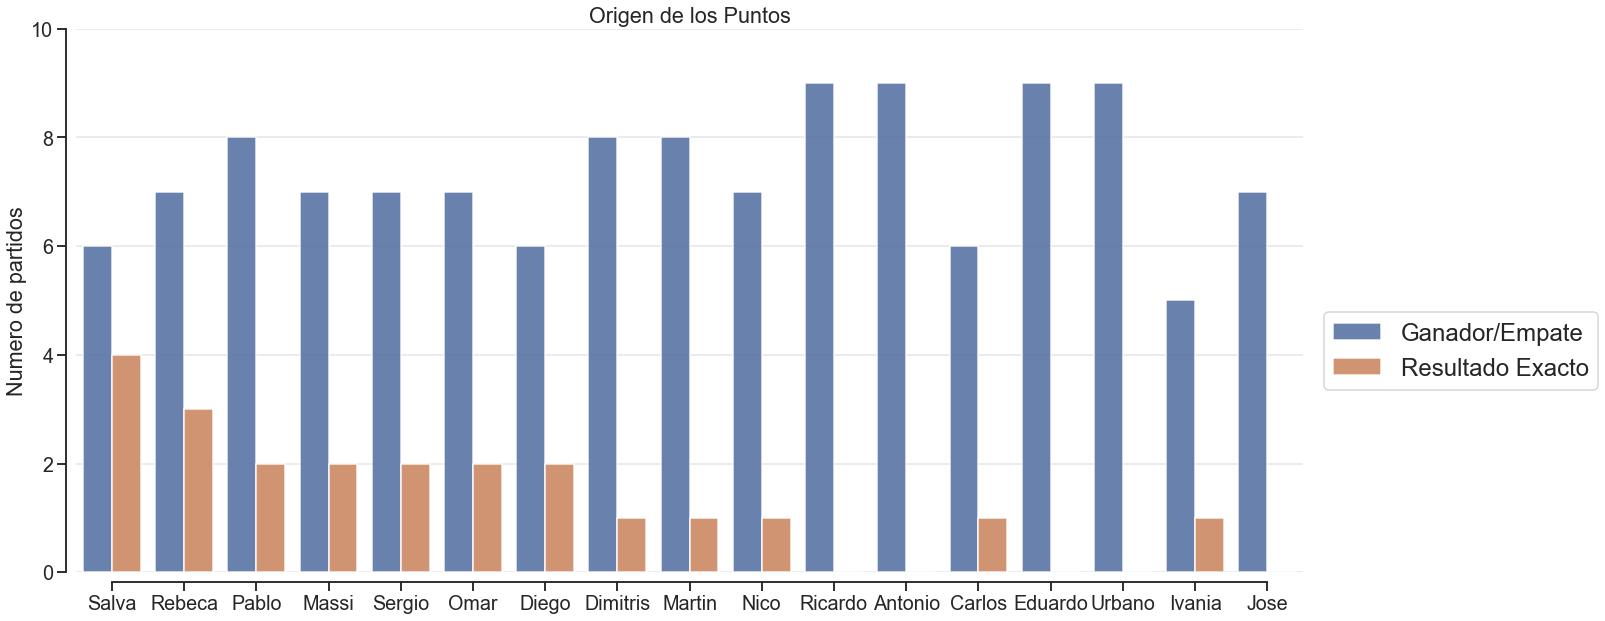 Origen de los Puntos
10
8
6
4
2
0
Numero de partidos
Salva Rebeca Pablo Massi Sergio Omar Diego Dimitris Martin Nico Ricardo Antonio Carlos Eduardo Urbano Ivania Jose
Ganador/Empate
Resultado Exacto